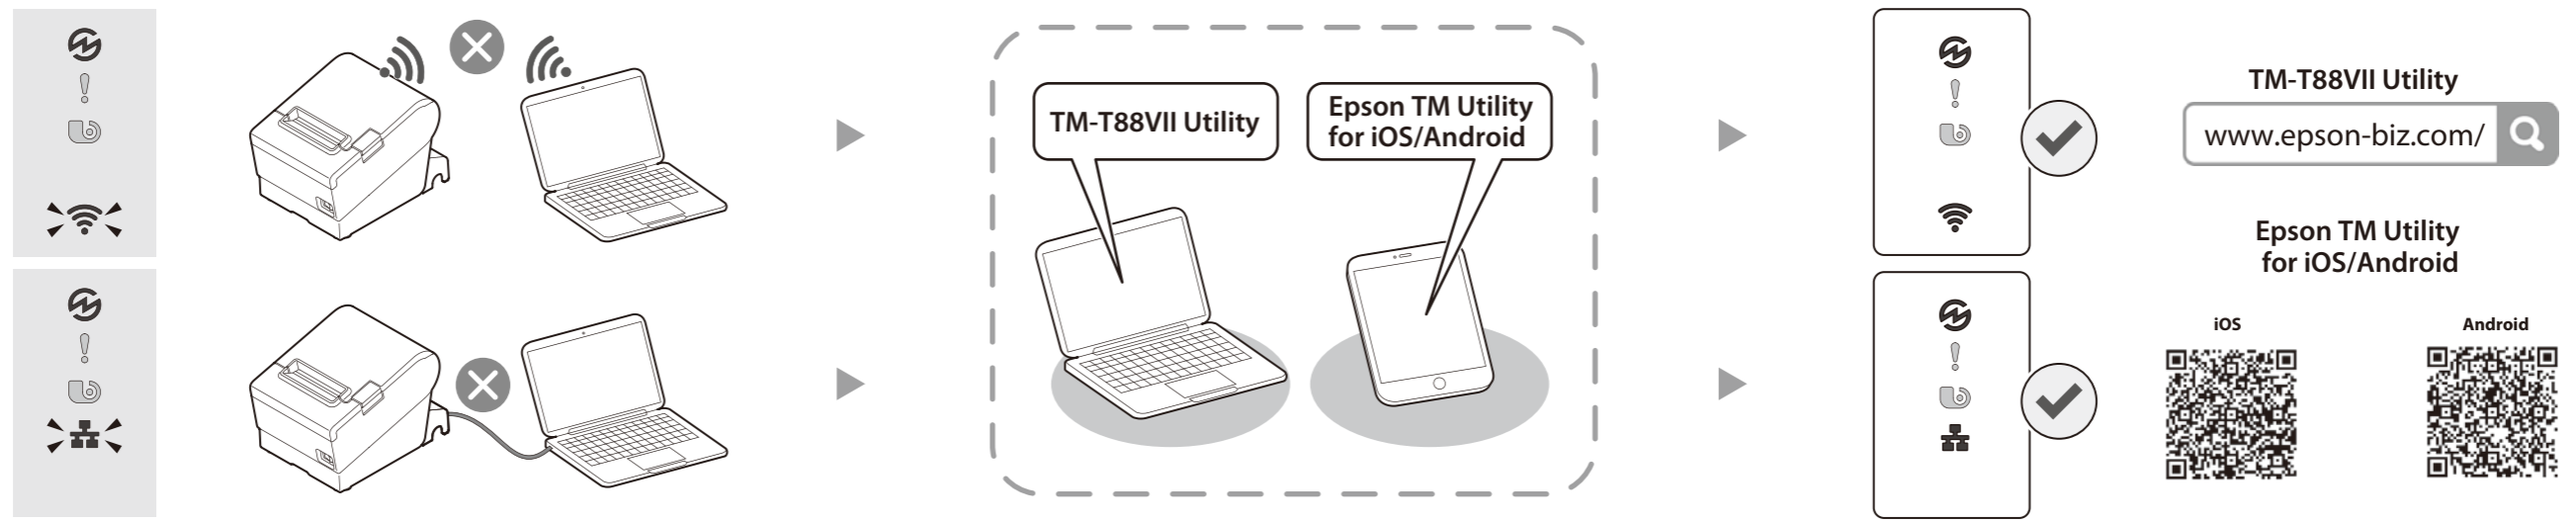 TM-T88VII Utility
Epson TM Utility
for iOS/Android
TM-T88VII Utility
www.epson-biz.com/
Epson TM Utility
for iOS/Android
iOS
Android